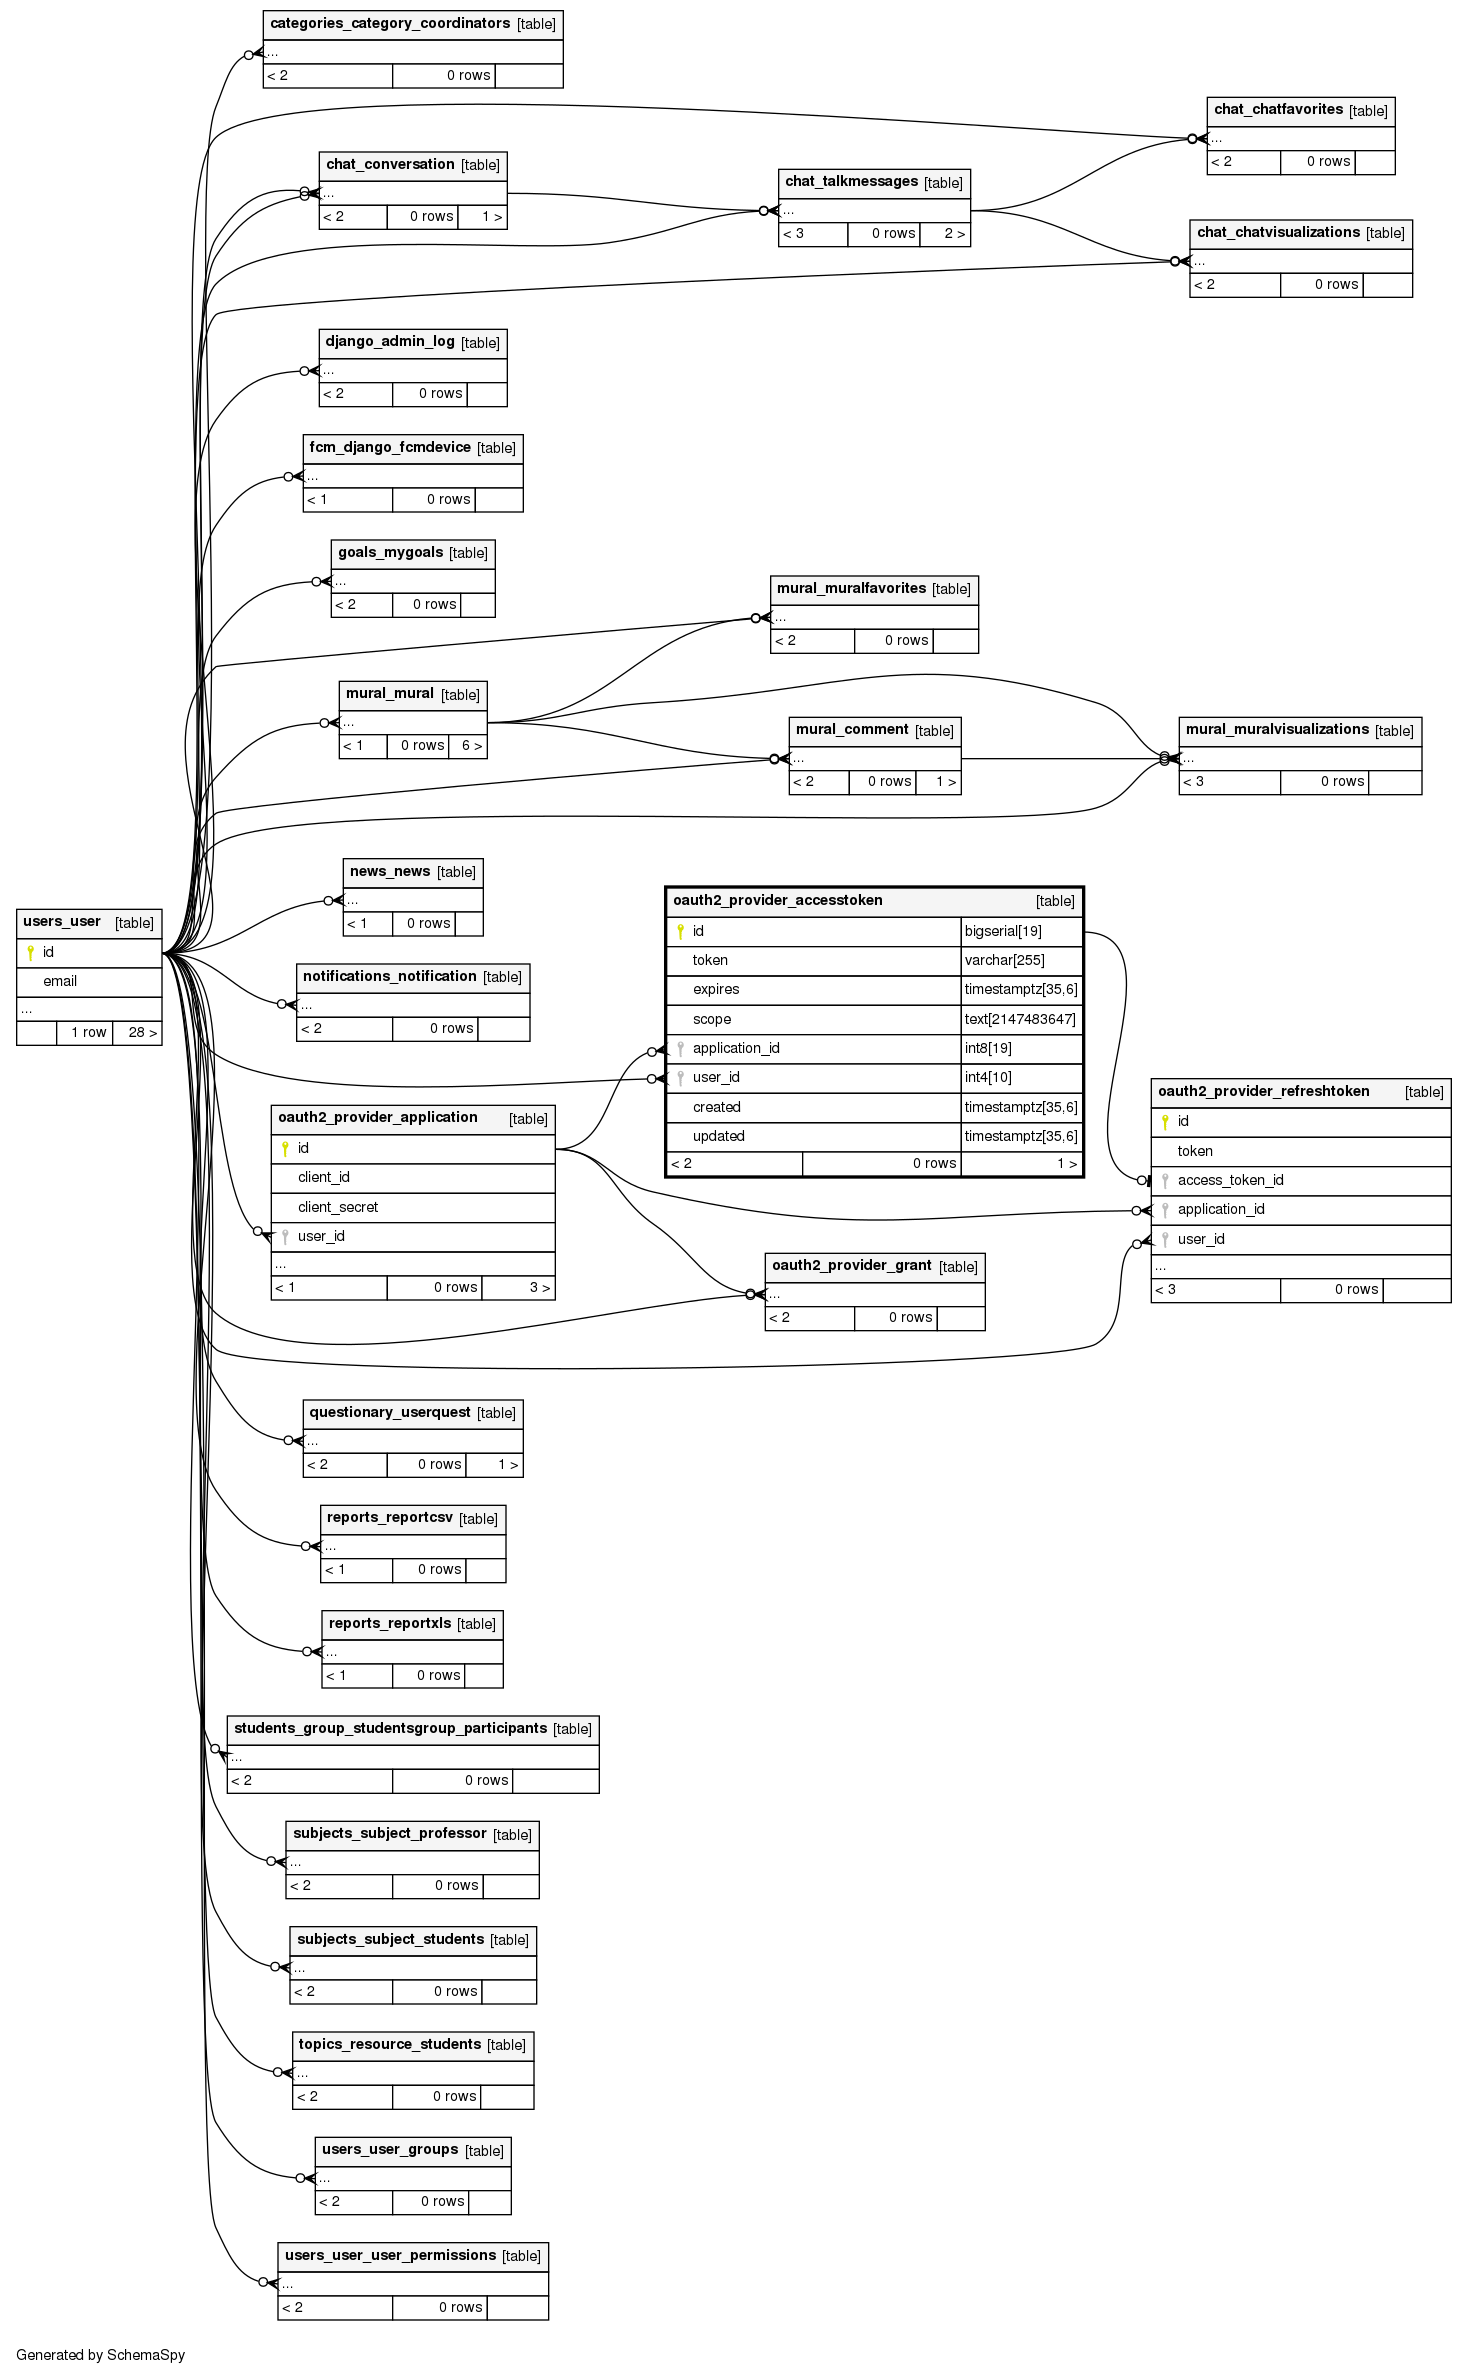 categories_category_coordinators [table]
...
< 2 0 rows
chat_chatfavorites [table]
...
< 2 0 rows
chat_conversation [table]
...
< 2 0 rows 1 >
chat_talkmessages [table]
...
< 3 0 rows 2 >
chat_chatvisualizations [table]
...
< 2 0 rows
django_admin_log [table]
...
< 2 0 rows
fcm_django_fcmdevice [table]
...
< 1 0 rows
goals_mygoals [table]
...
< 2 0 rows
mural_muralfavorites [table]
...
< 2 0 rows
mural_mural [table]
...
< 1 0 rows 6 >
mural_comment [table]
...
< 2 0 rows 1 >
mural_muralvisualizations [table]
...
< 3 0 rows
news_news [table]
...
< 1 0 rows
users_user [table]
id
email
...
1 row 28 >
notifications_notification [table]
...
< 2 0 rows
oauth2_provider_accesstoken [table]
id bigserial[19]
token varchar[255]
expires timestamptz[35,6]
scope text[2147483647]
application_id int8[19]
user_id int4[10]
created timestamptz[35,6]
updated timestamptz[35,6]
< 2 0 rows 1 >
oauth2_provider_refreshtoken [table]
id
token
access_token_id
application_id
user_id
...
< 3 0 rows
oauth2_provider_application [table]
id
client_id
client_secret
user_id
...
< 1 0 rows 3 >
oauth2_provider_grant [table]
...
< 2 0 rows
questionary_userquest [table]
...
< 2 0 rows 1 >
reports_reportcsv [table]
...
< 1 0 rows
reports_reportxls [table]
...
< 1 0 rows
students_group_studentsgroup_participants [table]
...
< 2 0 rows
subjects_subject_professor [table]
...
< 2 0 rows
subjects_subject_students [table]
...
< 2 0 rows
topics_resource_students [table]
...
< 2 0 rows
users_user_groups [table]
...
< 2 0 rows
users_user_user_permissions [table]
...
< 2 0 rows
Generated by SchemaSpy